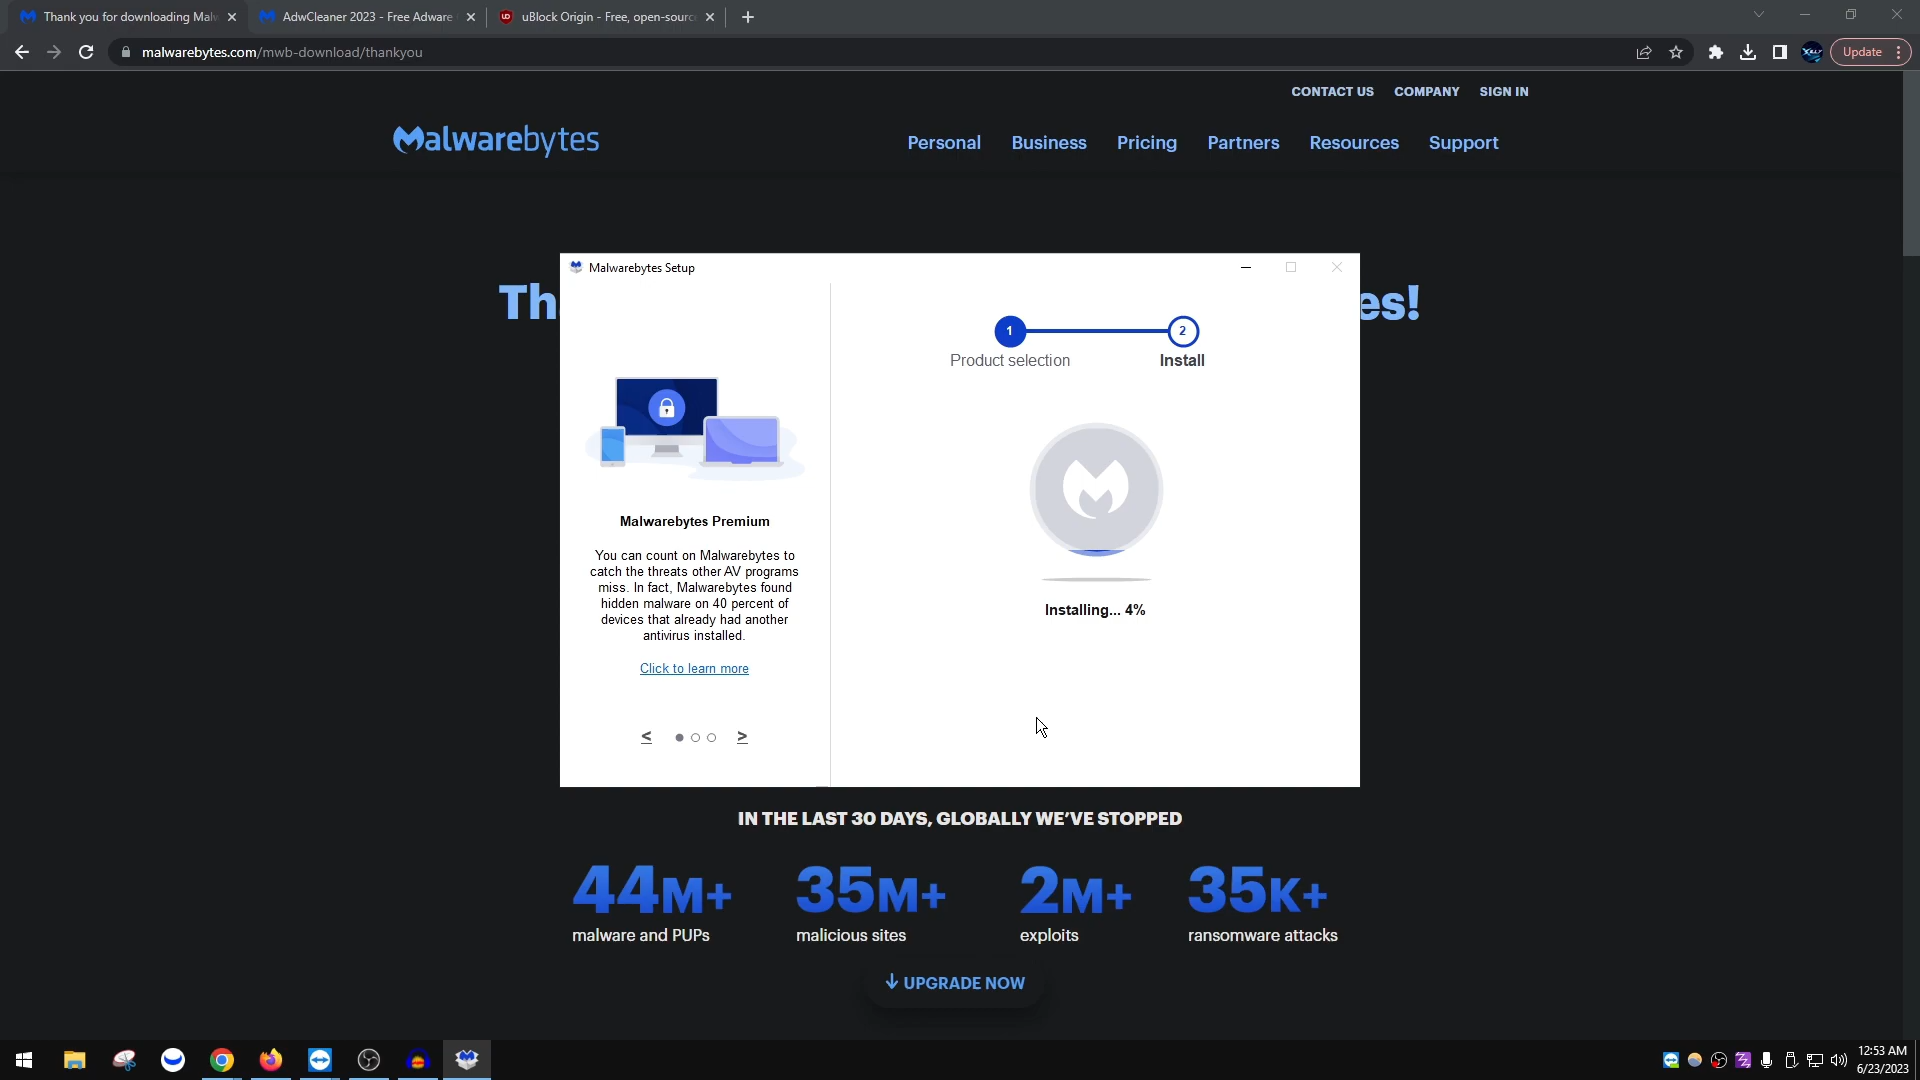 Thank you for downloading Malw
AdwCleaner 2023 - Free Adware
uBlock Origin - Free, open-sourc
malwarebytes.com/mwb-download/thankyou
Update
CONTACT US COMPANY SIGN IN
Malwarebytes
Personal Business Pricing Partners Resources Support
Th
es!
Malwarebytes Setup
1
2
Product selection
Install
Malwarebytes Premium
You can count on Malwarebytes to
catch the threats other AV programs
miss. In fact, Malwarebytes found
hidden malware on 40 percent of
devices that already had another
antivirus installed.
Click to learn more
< >
Installing... 4%
IN THE LAST 30 DAYS, GLOBALLY WE'VE STOPPED
44M+ 35M+ 2M+ 35K+
malware and PUPs malicious sites exploits ransomware attacks
UPGRADE NOW
12:53 AM
6/23/2023